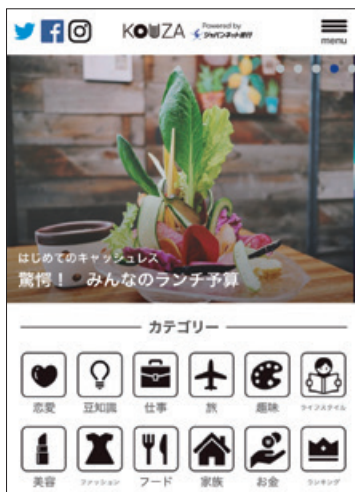 KOUZA Powered by ジャパンネット銀行
menu
はじめてのキャッシュレス
驚愕！ みんなのランチ予算
カテゴリー
恋愛 豆知識 仕事 旅 趣味 ライフスタイル
美容 ファッション フード 家族 お金 ランキング